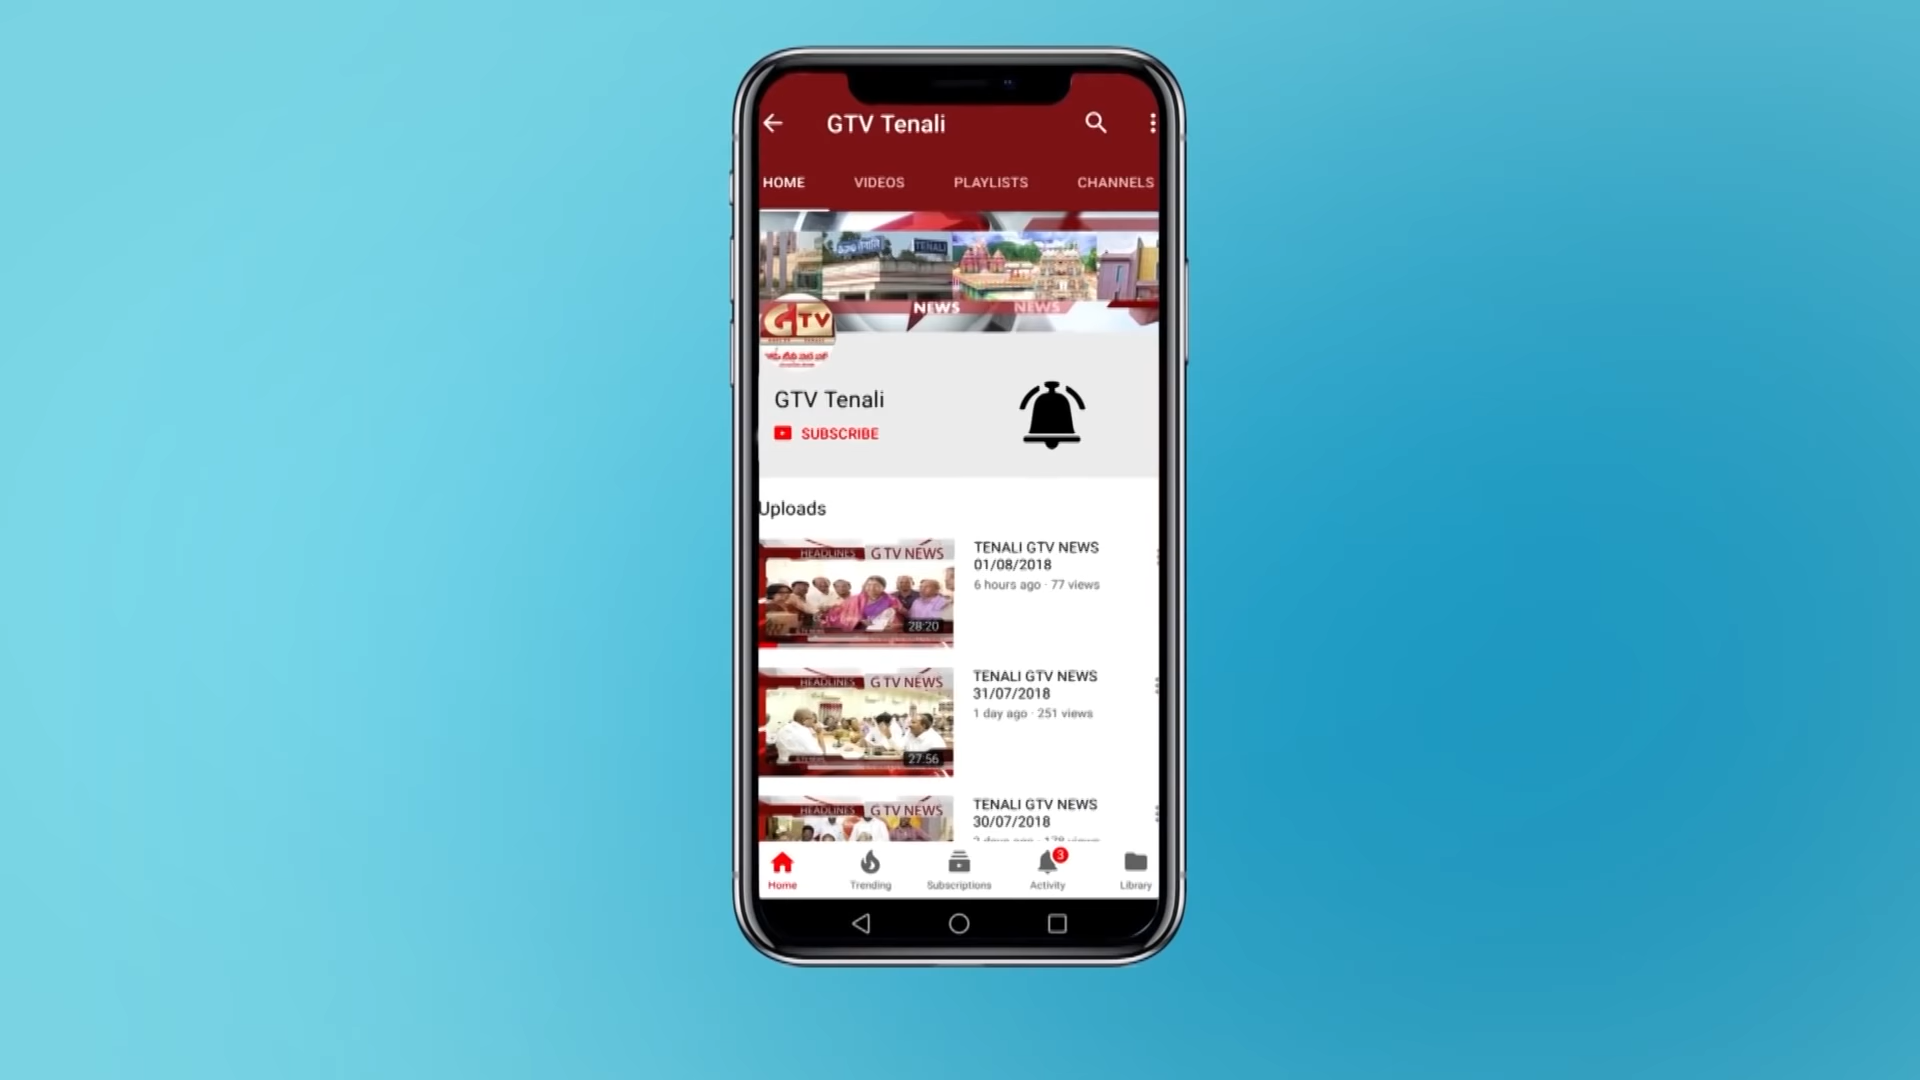 GTV Tenali
HOME VIDEOS PLAYLISTS CHANNELS
TENALI
NEWS NEWS
GTV
GTV Tenali
SUBSCRIBE
Uploads
HEADLINES G TV NEWS
28:20
TENALI GTV NEWS
01/08/2018
6 hours ago · 77 views
HEADLINES G TV NEWS
27:56
TENALI GTV NEWS
31/07/2018
1 day ago · 251 views
HEADLINES G TV NEWS
TENALI GTV NEWS
30/07/2018
3
Home Trending Subscriptions Activity Library